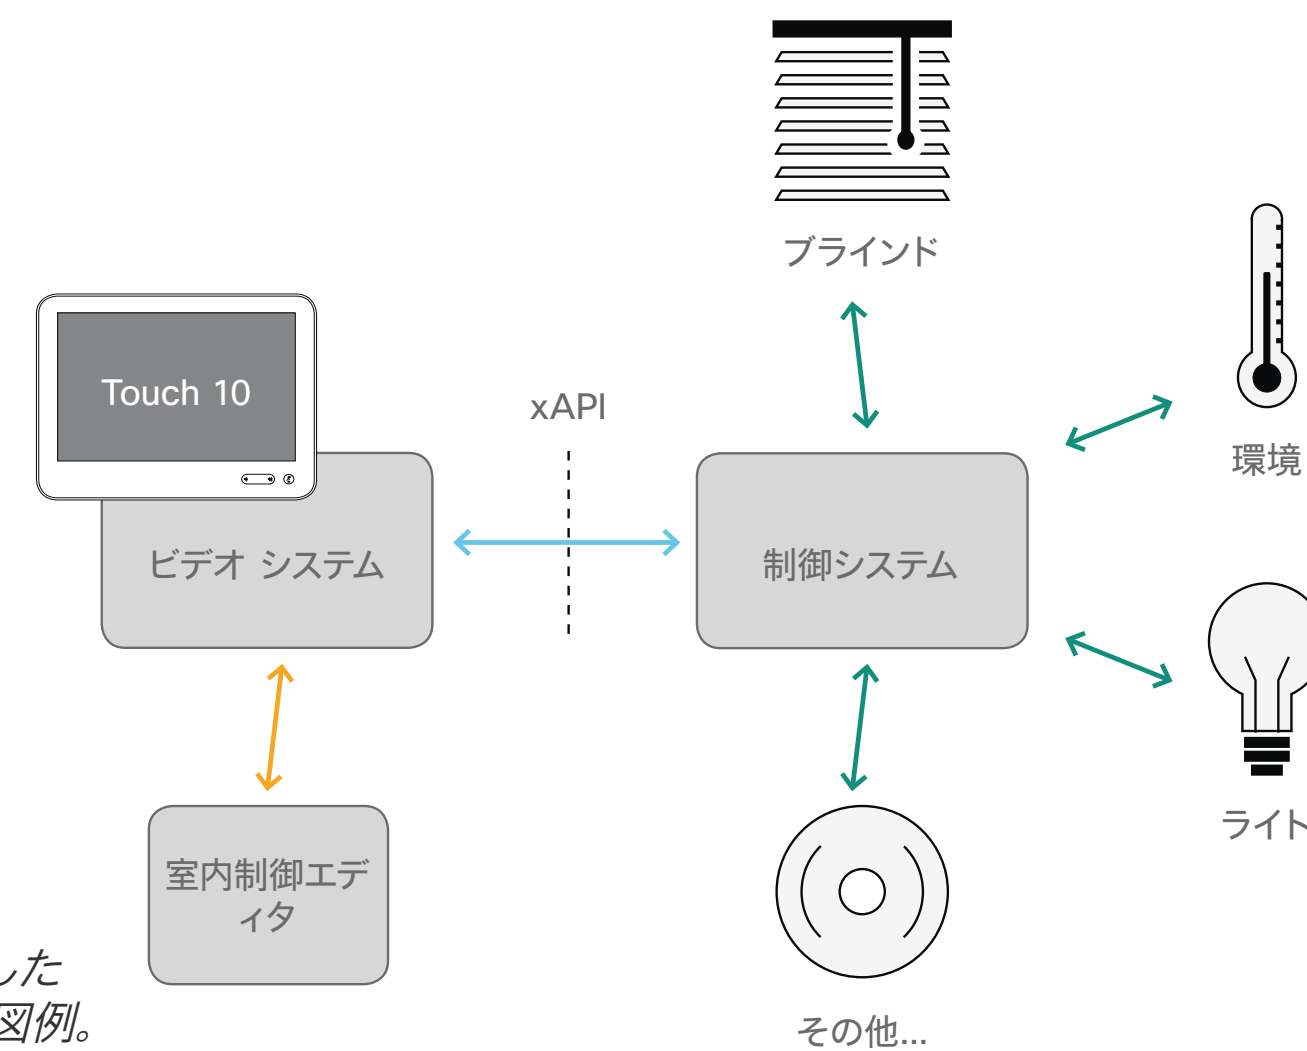 ブラインド
Touch 10
xAPI
環境
ビデオ システム
制御システム
ライト
室内制御エデ
ィタ
した
図例。
その他...